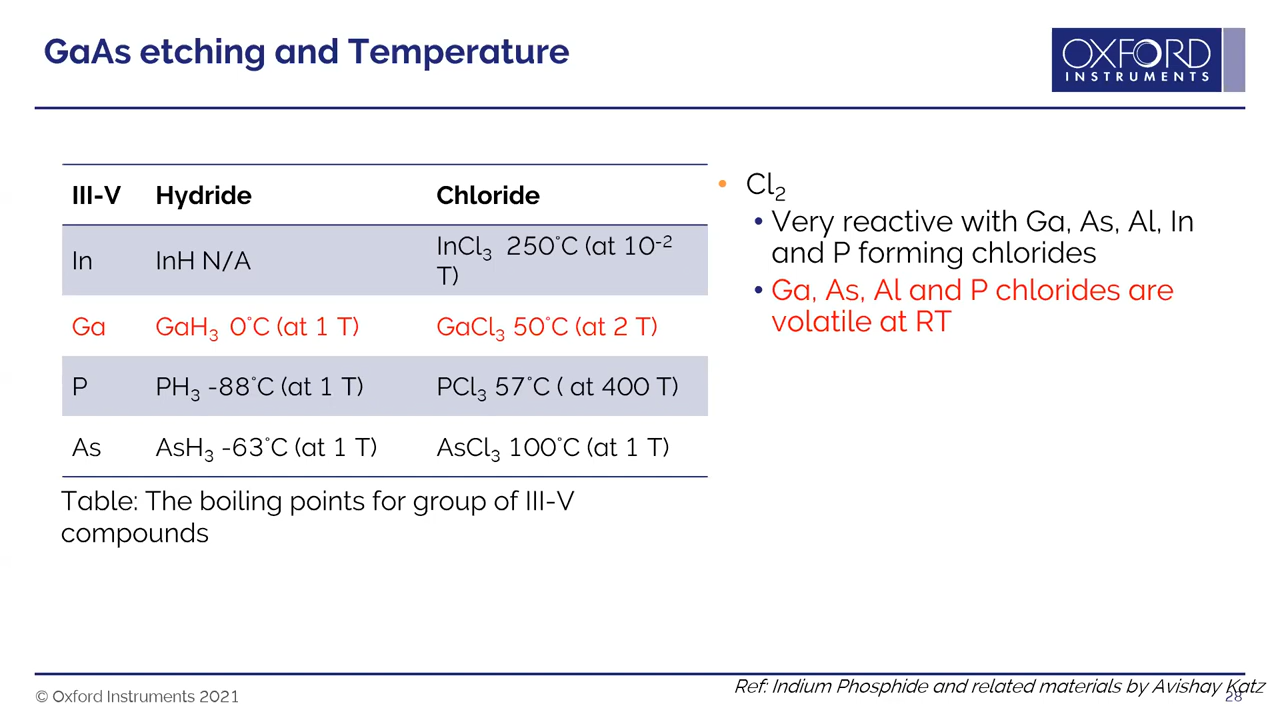 GaAs etching and Temperature
OXFORD
INSTRUMENTS
III-V Hydride Chloride
In InH N/A InCl₃ 250°C (at 10⁻²
T)
Ga GaH₃ 0°C (at 1 T) GaCl₃ 50°C (at 2 T)
P PH₃ -88°C (at 1 T) PCl₃ 57°C ( at 400 T)
As AsH₃ -63°C (at 1 T) AsCl₃ 100°C (at 1 T)
Table: The boiling points for group of III-V
compounds
• Cl₂
• Very reactive with Ga, As, Al, In
and P forming chlorides
• Ga, As, Al and P chlorides are
volatile at RT
© Oxford Instruments 2021
Ref: Indium Phosphide and related materials by Avishay Katz
28